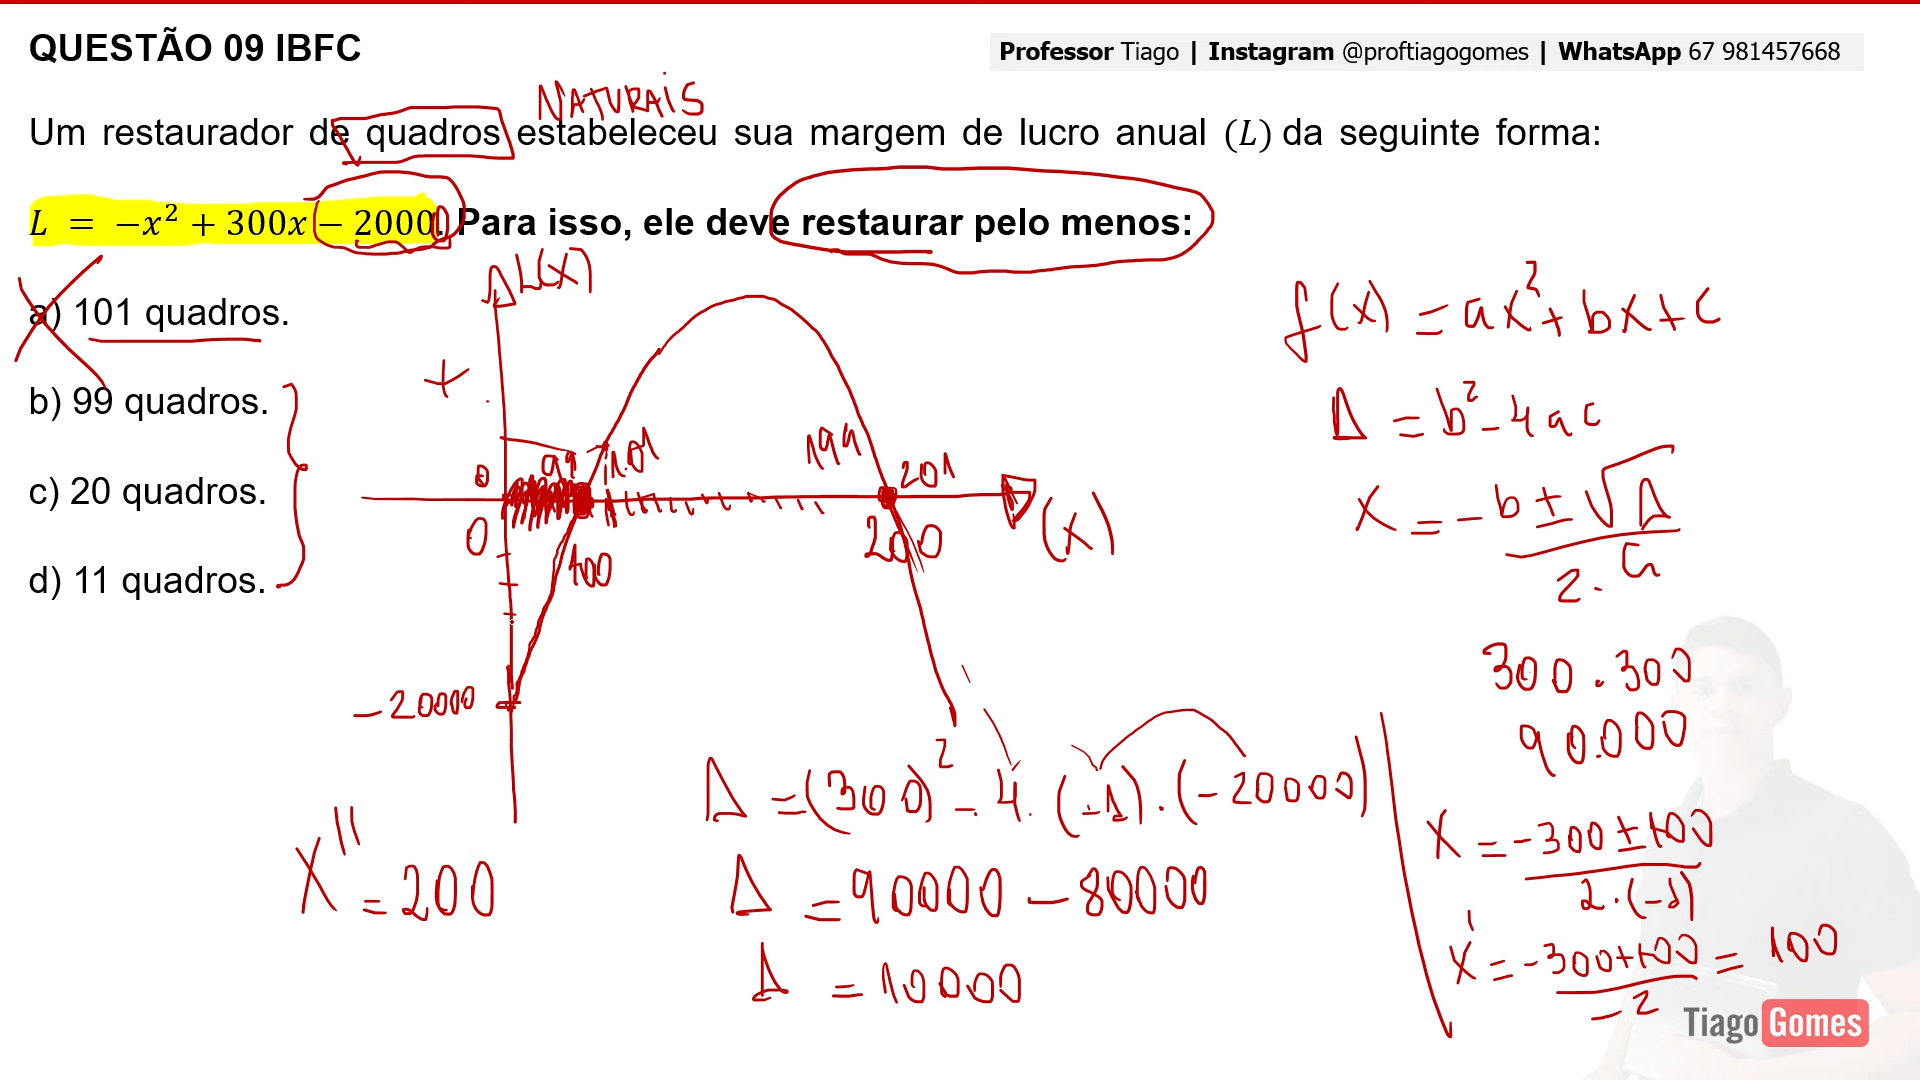 QUESTÃO 09 IBFC
Professor Tiago | Instagram @proftiagogomes | WhatsApp 67 981457668
NATURAIS
Um restaurador de quadros estabeleceu sua margem de lucro anual (L) da seguinte forma:
L = −x² + 300x − 20000. Para isso, ele deve restaurar pelo menos:
a) 101 quadros.
b) 99 quadros.
c) 20 quadros.
d) 11 quadros.
L(x)
+
0
99
101
199
201
0
100
200
(x)
-20000
f(x) = ax² + bx + c
Δ = b² - 4ac
x = -b ± √Δ
2.a
300.300
90.000
Δ = (300)² - 4.(-1).(-20000)
Δ = 90000 - 80000
Δ = 10000
x = -300 ± 100
2.(-1)
x' = -300+100 = 100
-2
x'' = 200
Tiago Gomes